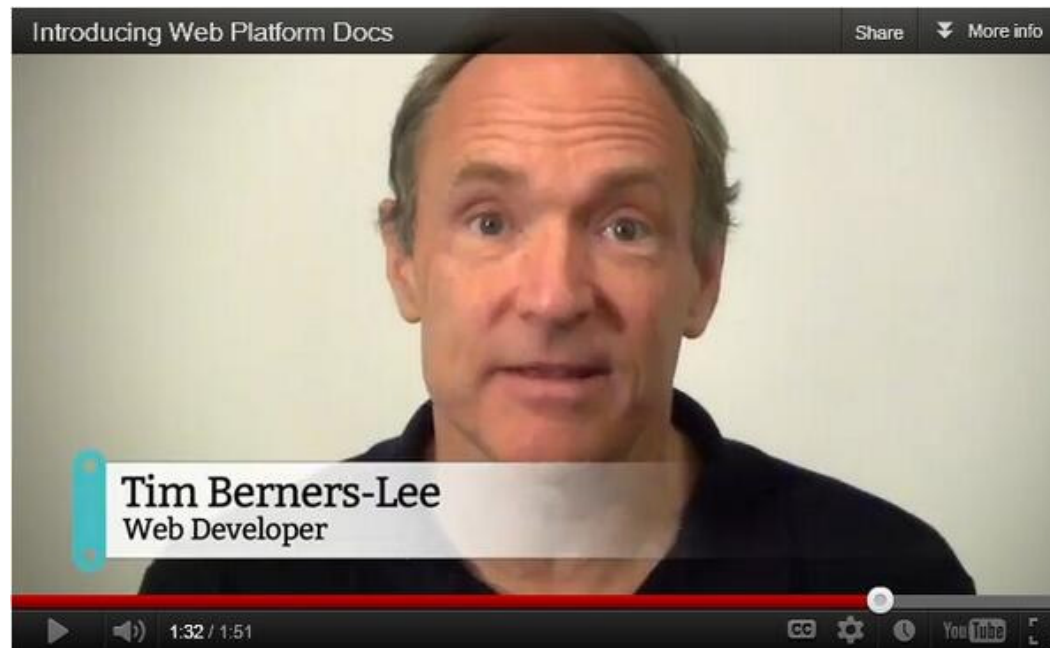 Introducing Web Platform Docs
Share
More info
Tim Berners-Lee
Web Developer
1:32 / 1:51
CC
YouTube